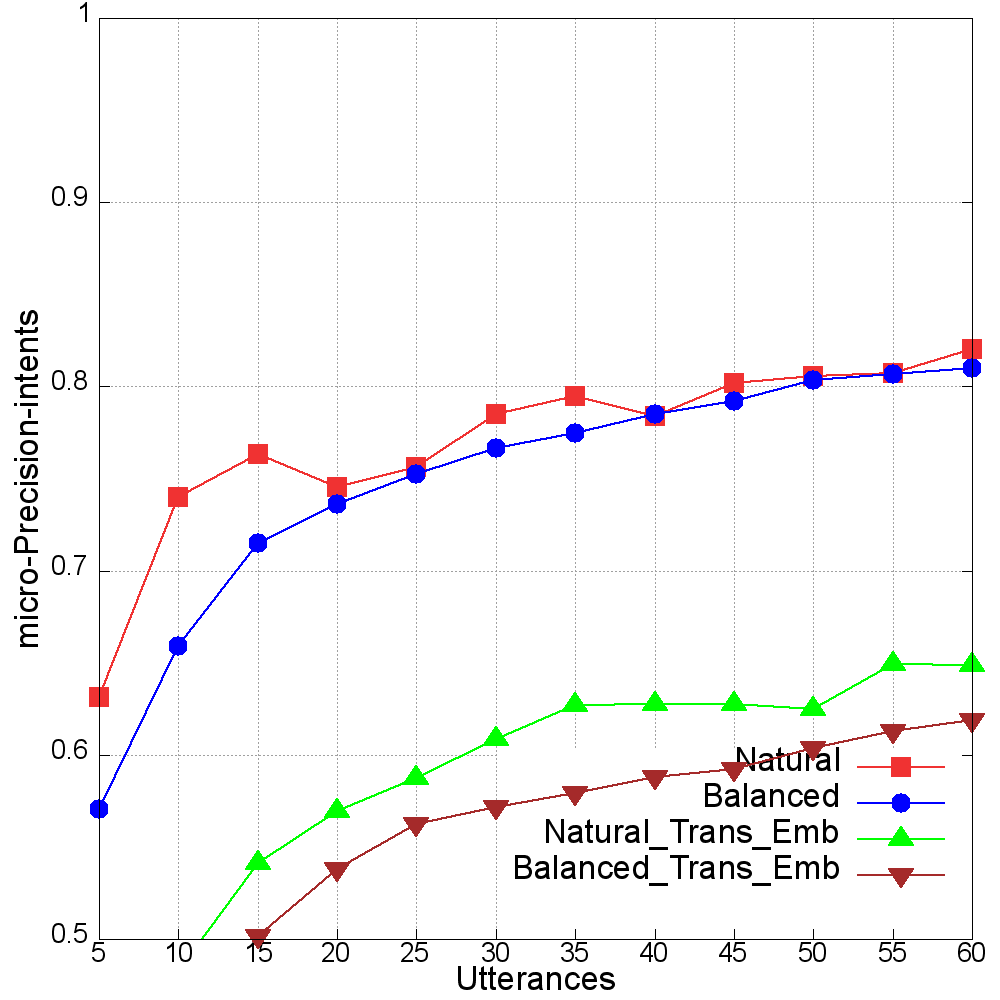 1
0.9
0.8
0.7
0.6
0.5
micro-Precision-intents
Natural
Balanced
Natural_Trans_Emb
Balanced_Trans_Emb
5 10 15 20 25 30 35 40 45 50 55 60
Utterances